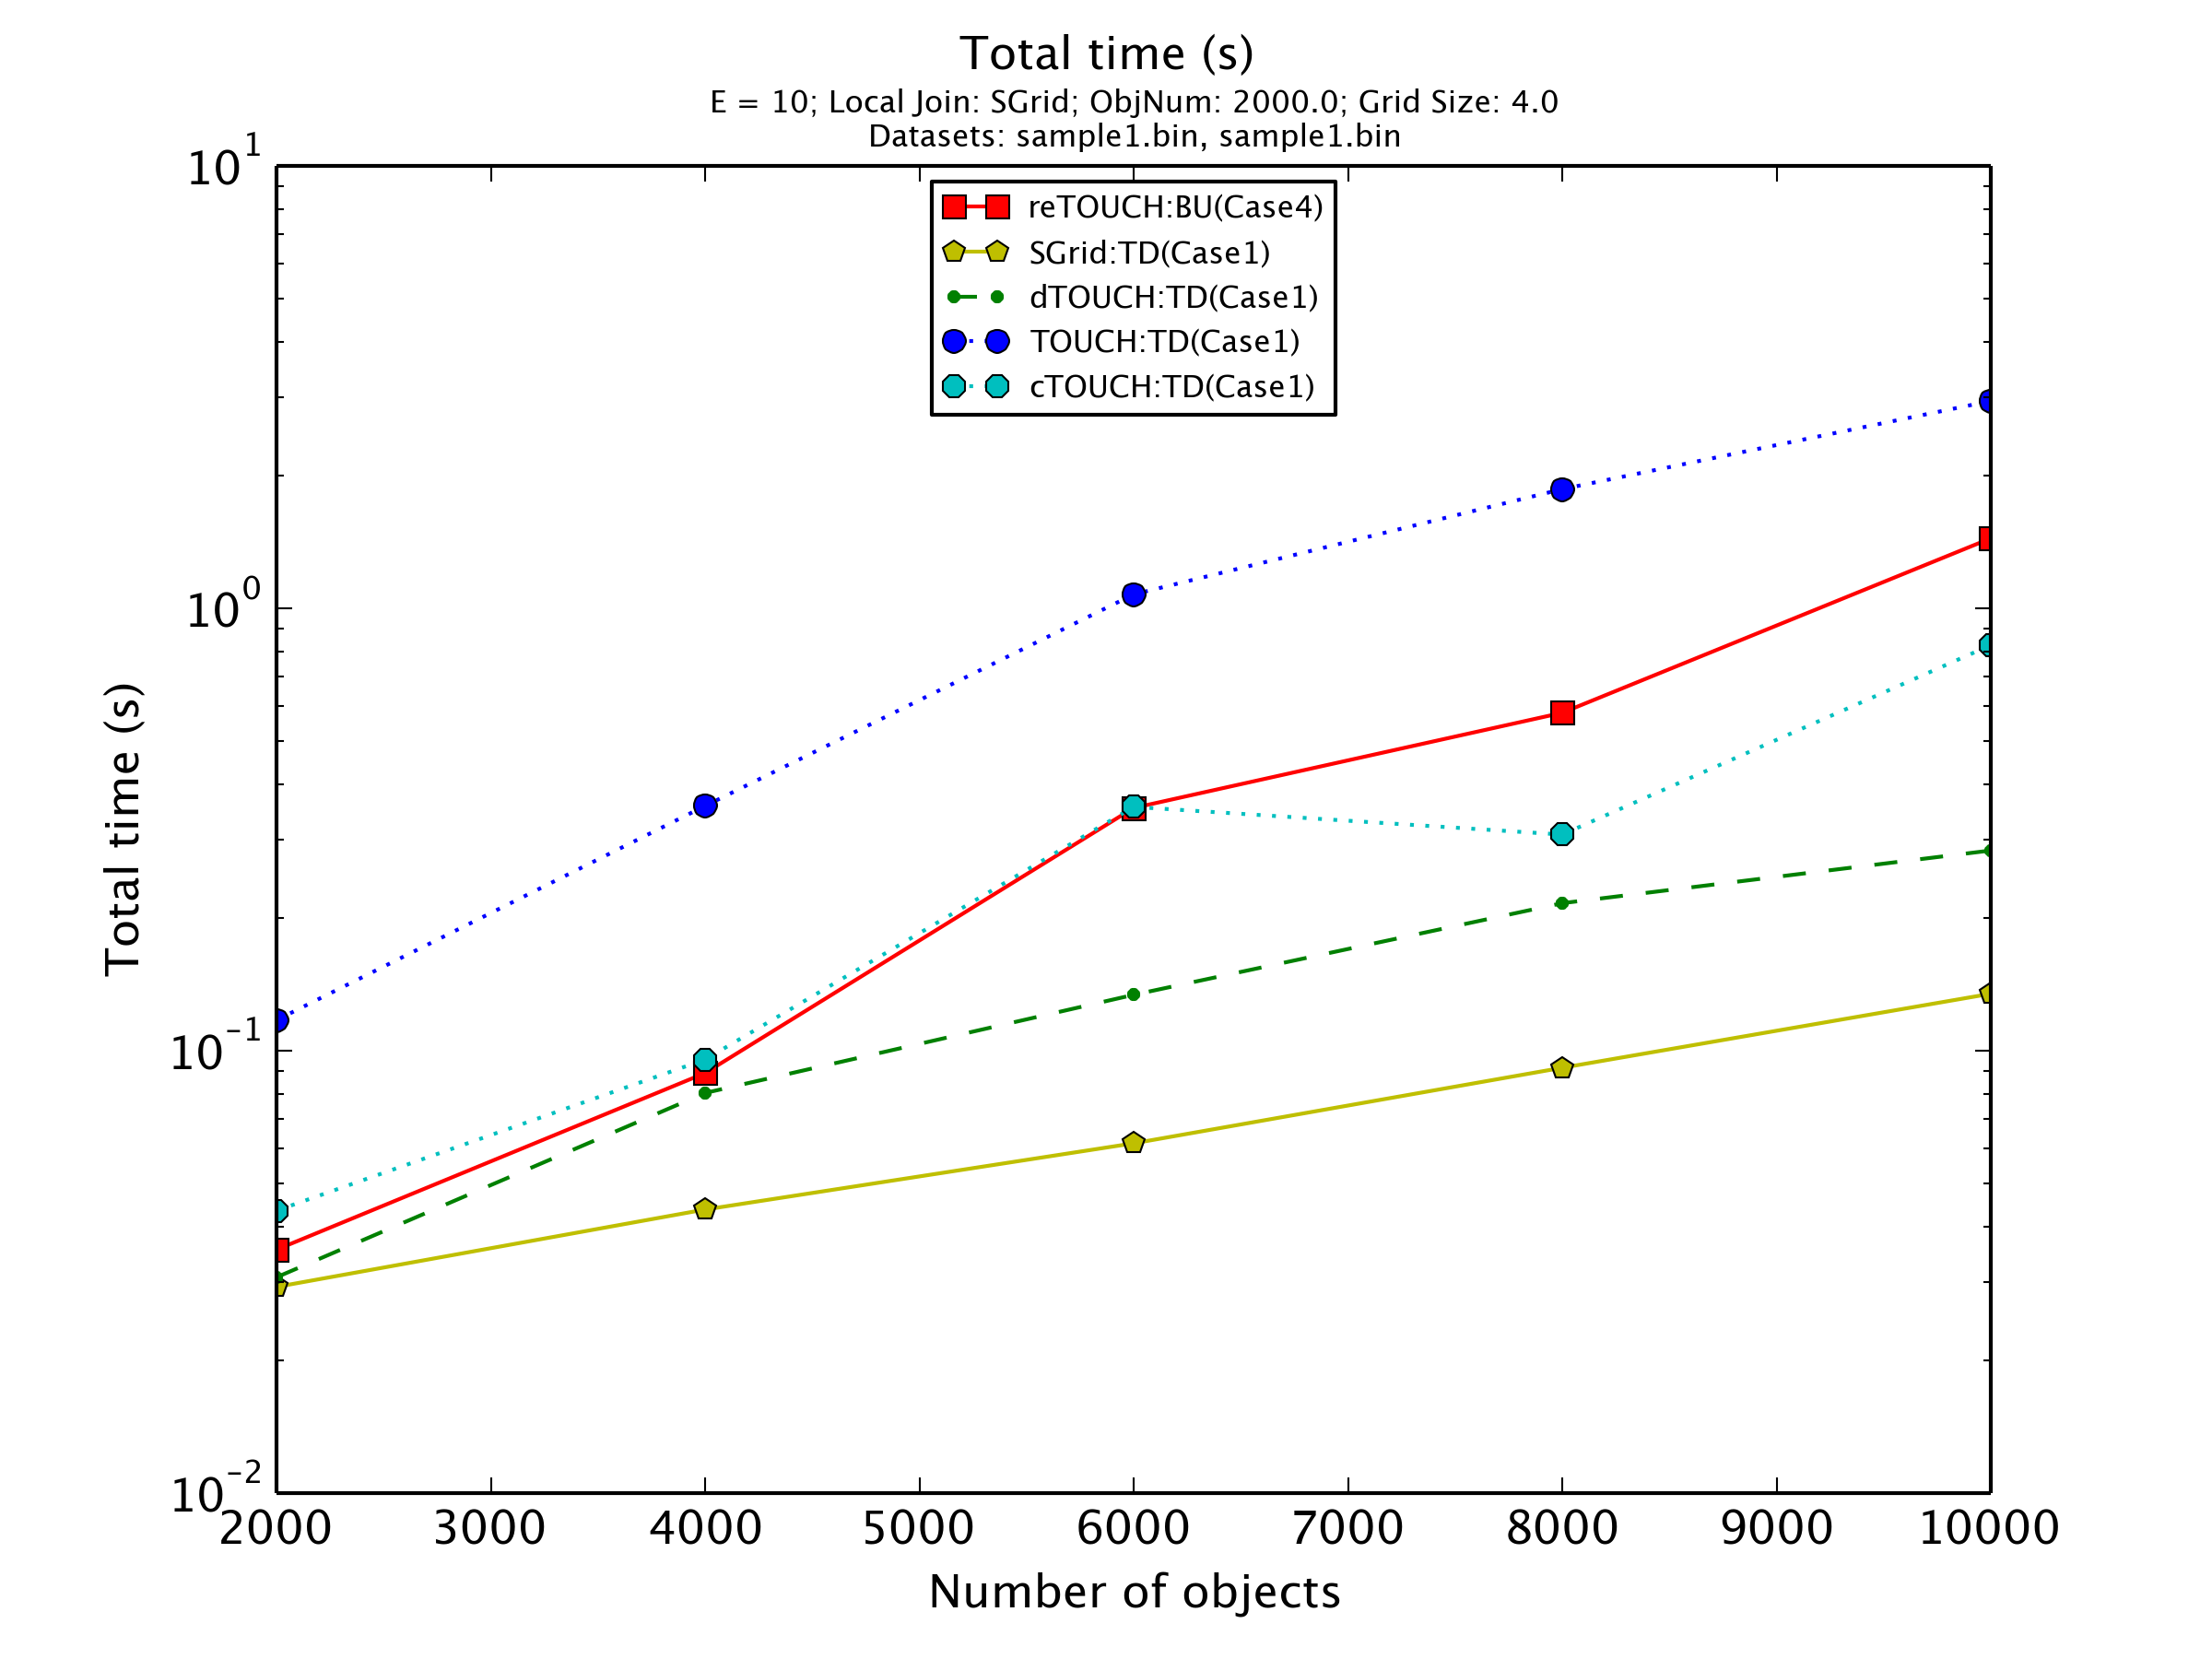 Total time (s)
E = 10; Local Join: SGrid; ObjNum: 2000.0; Grid Size: 4.0
Datasets: sample1.bin, sample1.bin
10^1
reTOUCH:BU(Case4)
SGrid:TD(Case1)
dTOUCH:TD(Case1)
TOUCH:TD(Case1)
cTOUCH:TD(Case1)
10^0
Total time (s)
10^-1
10^-2
2000 3000 4000 5000 6000 7000 8000 9000 10000
Number of objects